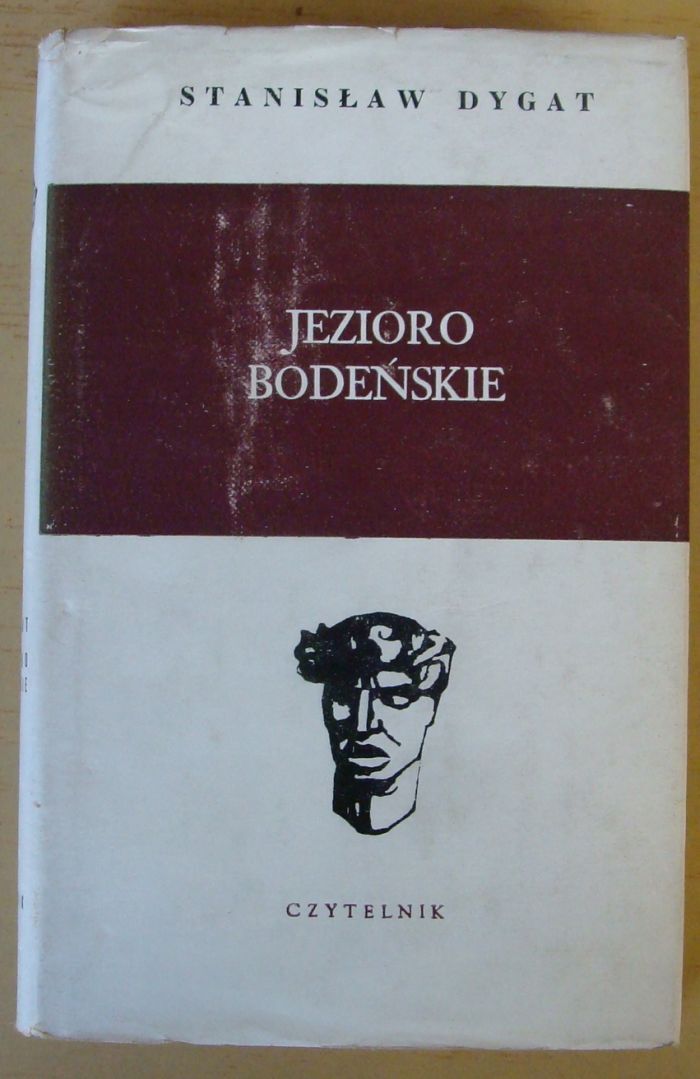 STANISŁAW DYGAT
JEZIORO
BODEŃSKIE
CZYTELNIK